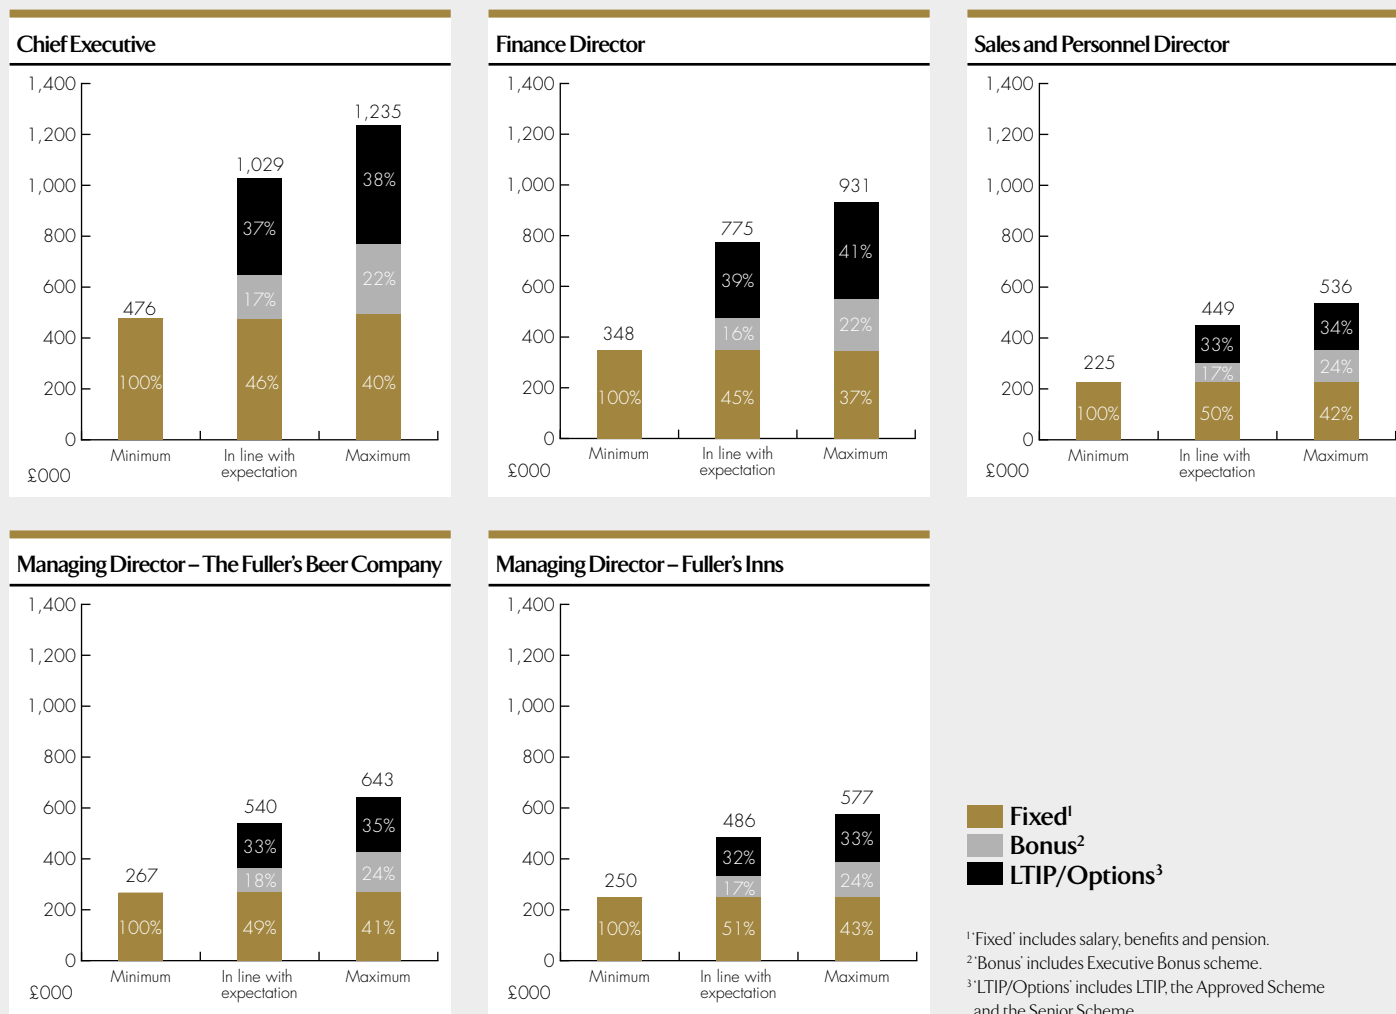 Chief Executive
1,400
1,200
1,000
800
600
400
200
0
£000
476
100%
Minimum
1,029
37%
17%
46%
In line with
expectation
1,235
38%
22%
40%
Maximum
Finance Director
1,400
1,200
1,000
800
600
400
200
0
£000
348
100%
Minimum
775
39%
16%
45%
In line with
expectation
931
41%
22%
37%
Maximum
Sales and Personnel Director
1,400
1,200
1,000
800
600
400
200
0
£000
225
100%
Minimum
449
33%
17%
50%
In line with
expectation
536
34%
24%
42%
Maximum
Managing Director – The Fuller's Beer Company
1,400
1,200
1,000
800
600
400
200
0
£000
267
100%
Minimum
540
33%
18%
49%
In line with
expectation
643
35%
24%
41%
Maximum
Managing Director – Fuller's Inns
1,400
1,200
1,000
800
600
400
200
0
£000
250
100%
Minimum
486
32%
17%
51%
In line with
expectation
577
33%
24%
43%
Maximum
Fixed¹
Bonus²
LTIP/Options³
¹ 'Fixed' includes salary, benefits and pension.
² 'Bonus' includes Executive Bonus scheme.
³ 'LTIP/Options' includes LTIP, the Approved Scheme
and the Senior Scheme.